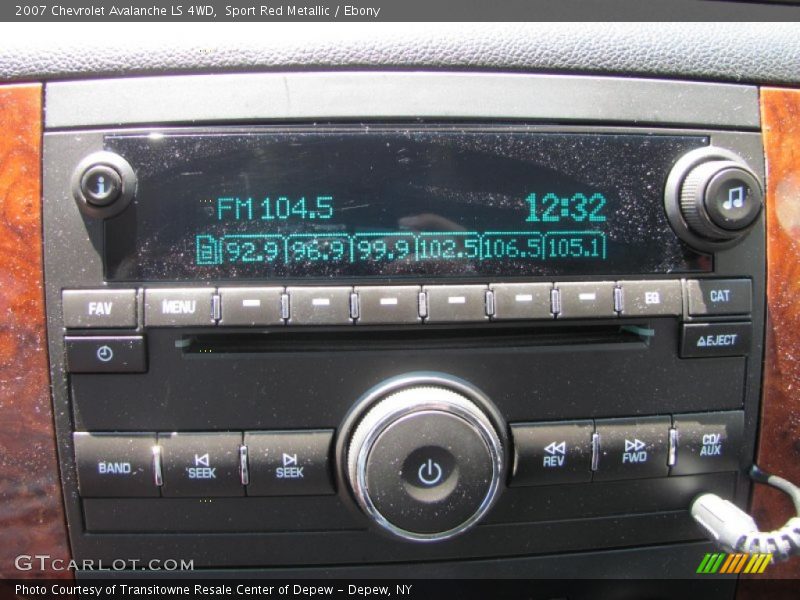 2007 Chevrolet Avalanche LS 4WD,  Sport Red Metallic / Ebony
i
FM 104.5 12:32
92.9 96.9 99.9 102.5 106.5 105.1
FAV MENU EQ CAT
EJECT
BAND SEEK SEEK REV FWD CD/
AUX
GTCARLOT.COM
Photo Courtesy of Transitowne Resale Center of Depew – Depew, NY